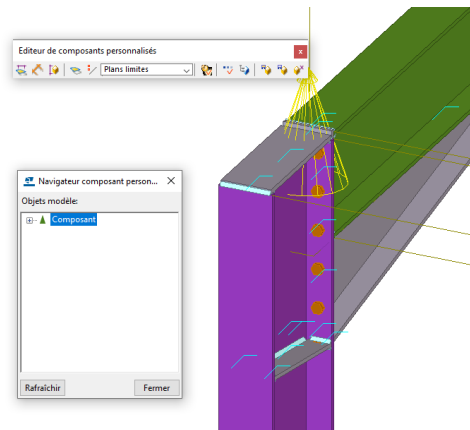 Editeur de composants personnalisés
x
Plans limites
Navigateur composant person...
Objets modèle:
Composant
Rafraîchir
Fermer